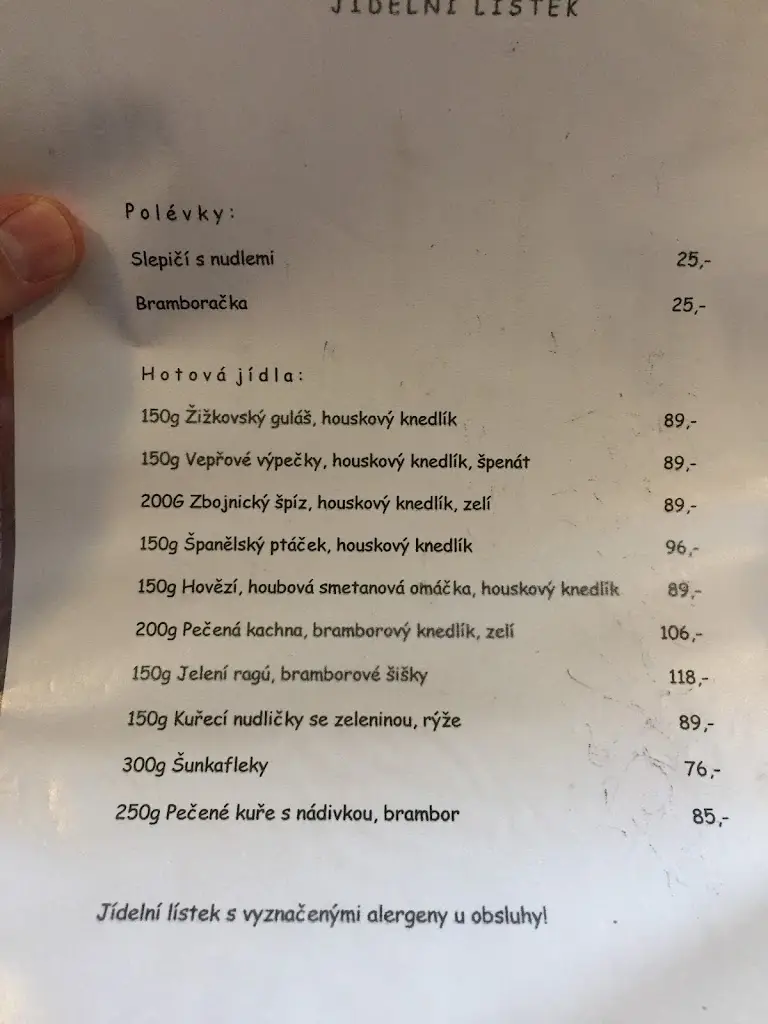 JÍDELNÍ LÍSTEK
Polévky:
Slepičí s nudlemi 25,-
Bramboračka 25,-
Hotová jídla:
150g Žižkovský guláš, houskový knedlík 89,-
150g Vepřové výpečky, houskový knedlík, špenát 89,-
200G Zbojnický špíz, houskový knedlík, zelí 89,-
150g Španělský ptáček, houskový knedlík 96,-
150g Hovězí, houbová smetanová omáčka, houskový knedlík 89,-
200g Pečená kachna, bramborový knedlík, zelí 106,-
150g Jelení ragú, bramborové šišky 118,-
150g Kuřecí nudličky se zeleninou, rýže 89,-
300g Šunkafleky 76,-
250g Pečené kuře s nádivkou, brambor 85,-
Jídelní lístek s vyznačenými alergeny u obsluhy!